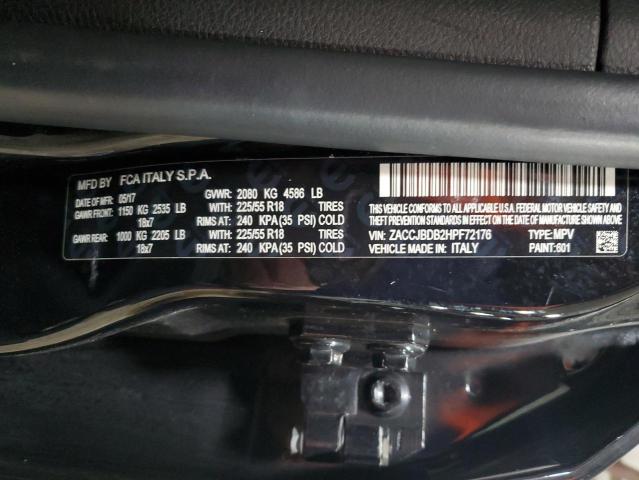 MFD BY FCA ITALY S.P.A.
DATE OF MFR: 05/17 GVWR: 2080 KG 4586 LB
GAWR FRONT: 1150 KG 2535 LB WITH: 225/55 R18 TIRES
18x7 RIMS AT: 240 KPA (35 PSI) COLD
GAWR REAR: 1000 KG 2205 LB WITH: 225/55 R18 TIRES
18x7 RIMS AT: 240 KPA (35 PSI) COLD
THIS VEHICLE CONFORMS TO ALL
APPLICABLE U.S.A. FEDERAL MOTOR VEHICLE SAFETY
BUMPER AND THEFT PREVENTION STANDARDS
IN EFFECT ON THE DATE OF MANUFACTURE SHOWN ABOVE
VIN: ZACCJBDB2HPF72176 TYPE: MPV
VEHICLE MADE IN: ITALY PAINT: 601